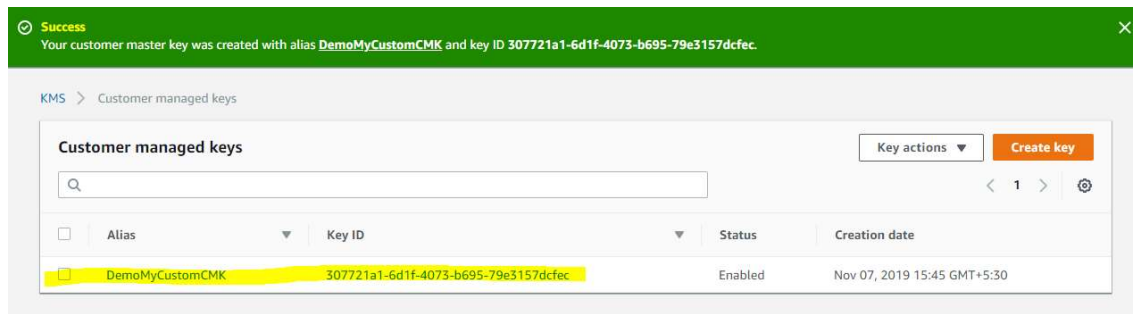 Success
Your customer master key was created with alias DemoMyCustomCMK and key ID 307721a1-6d1f-4073-b695-79e3157dcfec.
KMS > Customer managed keys
Customer managed keys
Key actions ▼ Create key
< 1 >
Alias Key ID Status Creation date
DemoMyCustomCMK 307721a1-6d1f-4073-b695-79e3157dcfec Enabled Nov 07, 2019 15:45 GMT+5:30